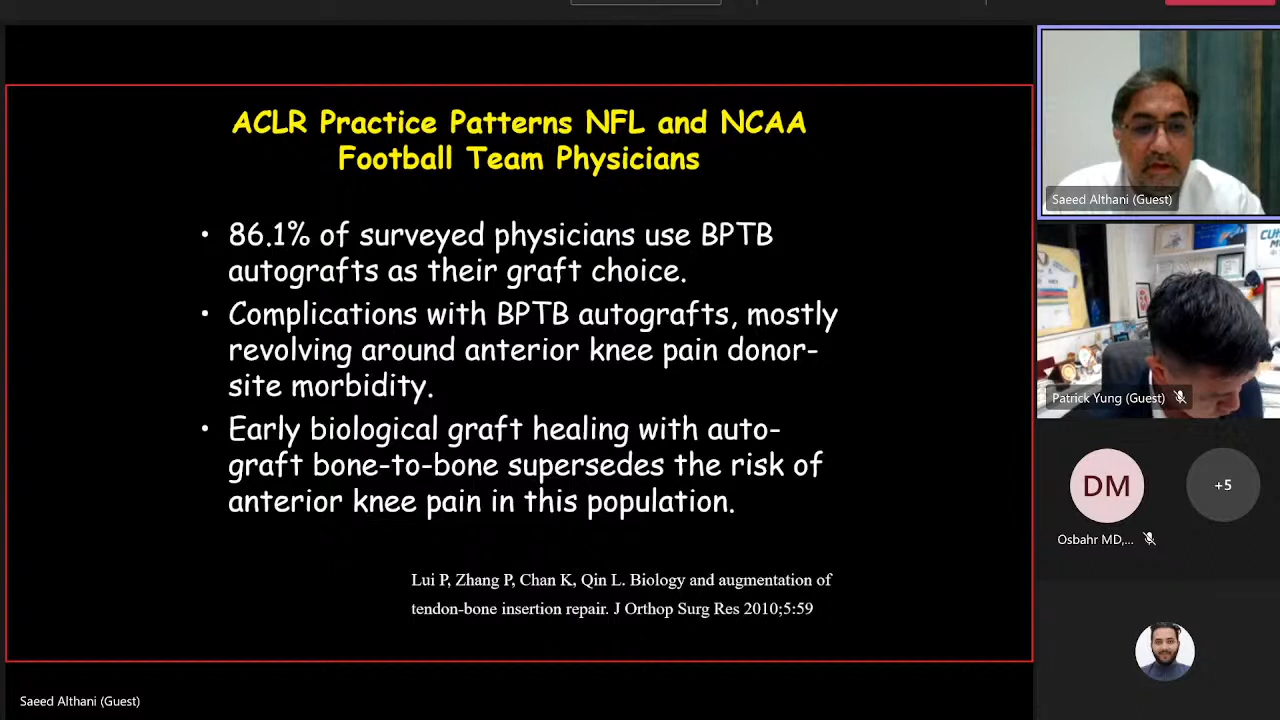 ACLR Practice Patterns NFL and NCAA
Football Team Physicians
• 86.1% of surveyed physicians use BPTB
autografts as their graft choice.
• Complications with BPTB autografts, mostly
revolving around anterior knee pain donor-
site morbidity.
• Early biological graft healing with auto-
graft bone-to-bone supersedes the risk of
anterior knee pain in this population.
Lui P, Zhang P, Chan K, Qin L. Biology and augmentation of
tendon-bone insertion repair. J Orthop Surg Res 2010;5:59
Saeed Althani (Guest)
Saeed Althani (Guest)
Patrick Yung (Guest)
DM
+5
Osbahr MD,...